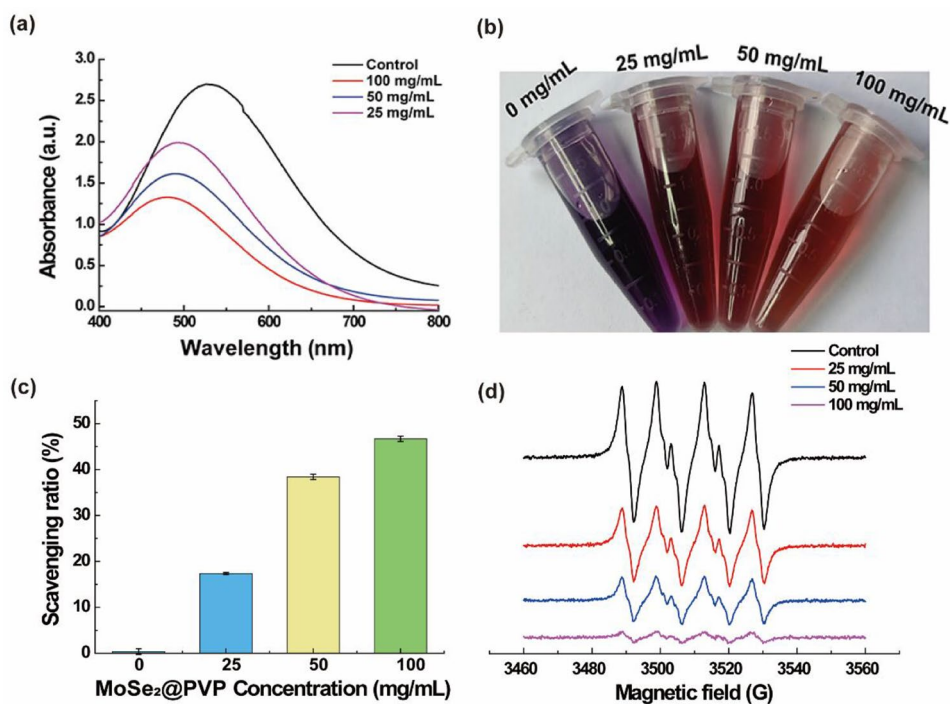 (a)
3.0
2.5
2.0
1.5
1.0
0.5
0.0
Absorbance (a.u.)
400 500 600 700 800
Wavelength (nm)
Control
100 mg/mL
50 mg/mL
25 mg/mL
(b)
0 mg/mL
25 mg/mL
50 mg/mL
100 mg/mL
(c)
50
40
30
20
10
0
Scavenging ratio (%)
0 25 50 100
MoSe₂@PVP Concentration (mg/mL)
(d)
Control
25 mg/mL
50 mg/mL
100 mg/mL
3460 3480 3500 3520 3540 3560
Magnetic field (G)